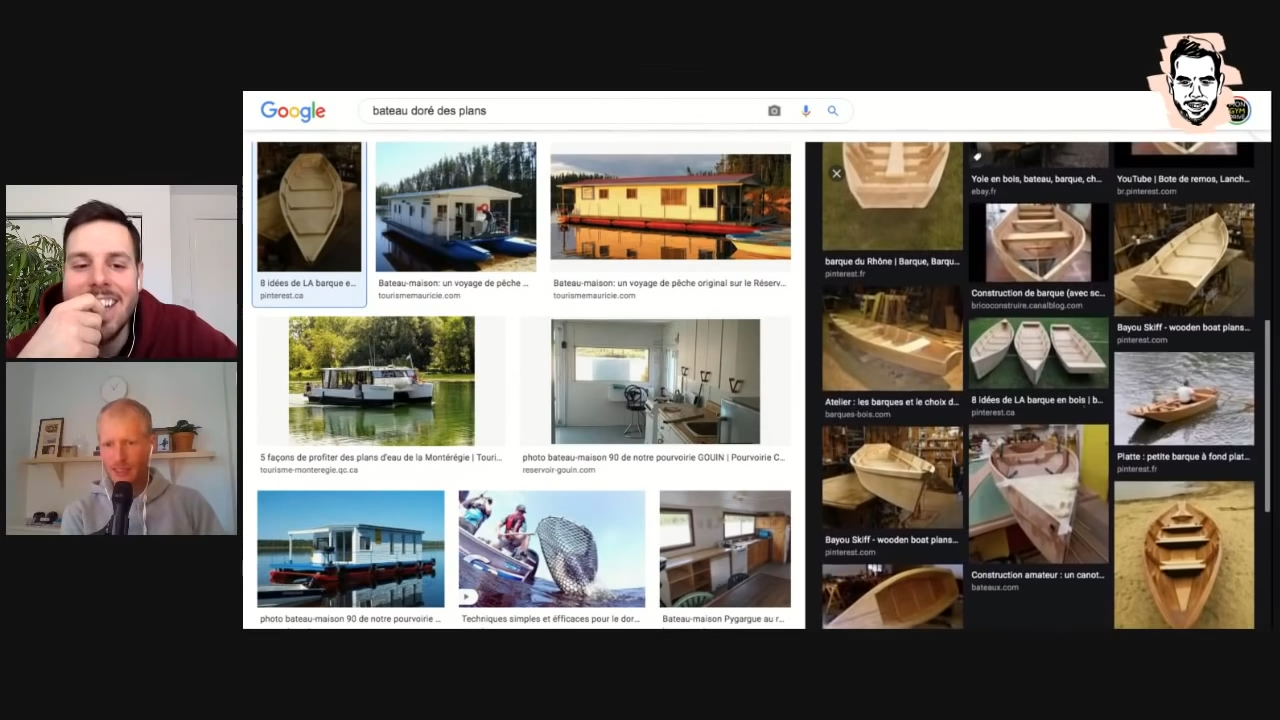 Google
bateau doré des plans
MON
GYM
PRIVÉ
8 idées de LA barque e...
pinterest.ca
Bateau-maison: un voyage de pêche ...
tourismemauricie.com
Bateau-maison: un voyage de pêche original sur le Réserv...
tourismemauricie.com
5 façons de profiter des plans d'eau de la Montérégie | Touri...
tourisme-monteregie.qc.ca
photo bateau-maison 90 de notre pourvoirie GOUIN | Pourvoirie C...
reservoir-gouin.com
photo bateau-maison 90 de notre pourvoirie ...
Techniques simples et éfficaces pour le dor...
Bateau-maison Pygargue au r...
barque du Rhône | Barque, Barqu...
pinterest.fr
Atelier : les barques et le choix d...
barques-bois.com
Bayou Skiff - wooden boat plans...
pinterest.com
Yole en bois, bateau, barque, ch...
ebay.fr
Construction de barque (avec sc...
bricoconstruire.canalblog.com
8 idées de LA barque en bois | b...
pinterest.ca
Construction amateur : un canot...
bateaux.com
YouTube | Bote de remos, Lanch...
br.pinterest.com
Bayou Skiff - wooden boat plans...
pinterest.com
Platte : petite barque à fond plat...
pinterest.fr